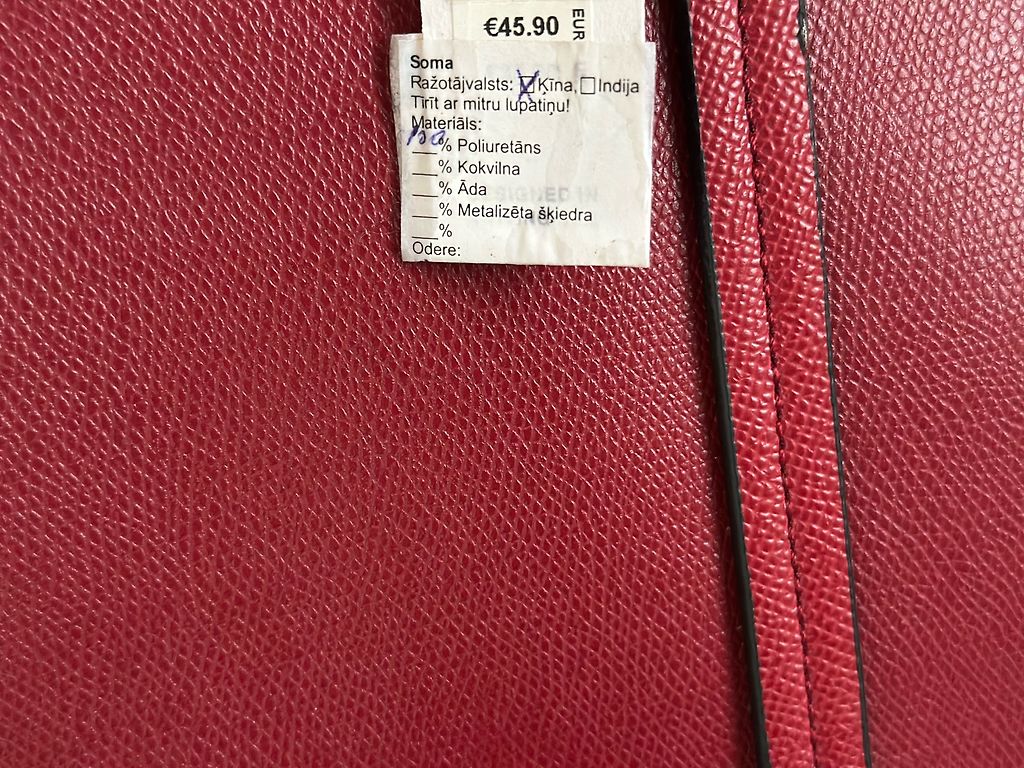 €45.90 EUR
Soma
Ražotājvalsts: ☒Ķīna, ☐Indija
Tīrīt ar mitru lupatiņu!
Materiāls:
100% Poliuretāns
___% Kokvilna
___% Āda
___% Metalizēta šķiedra
___%
Odere: